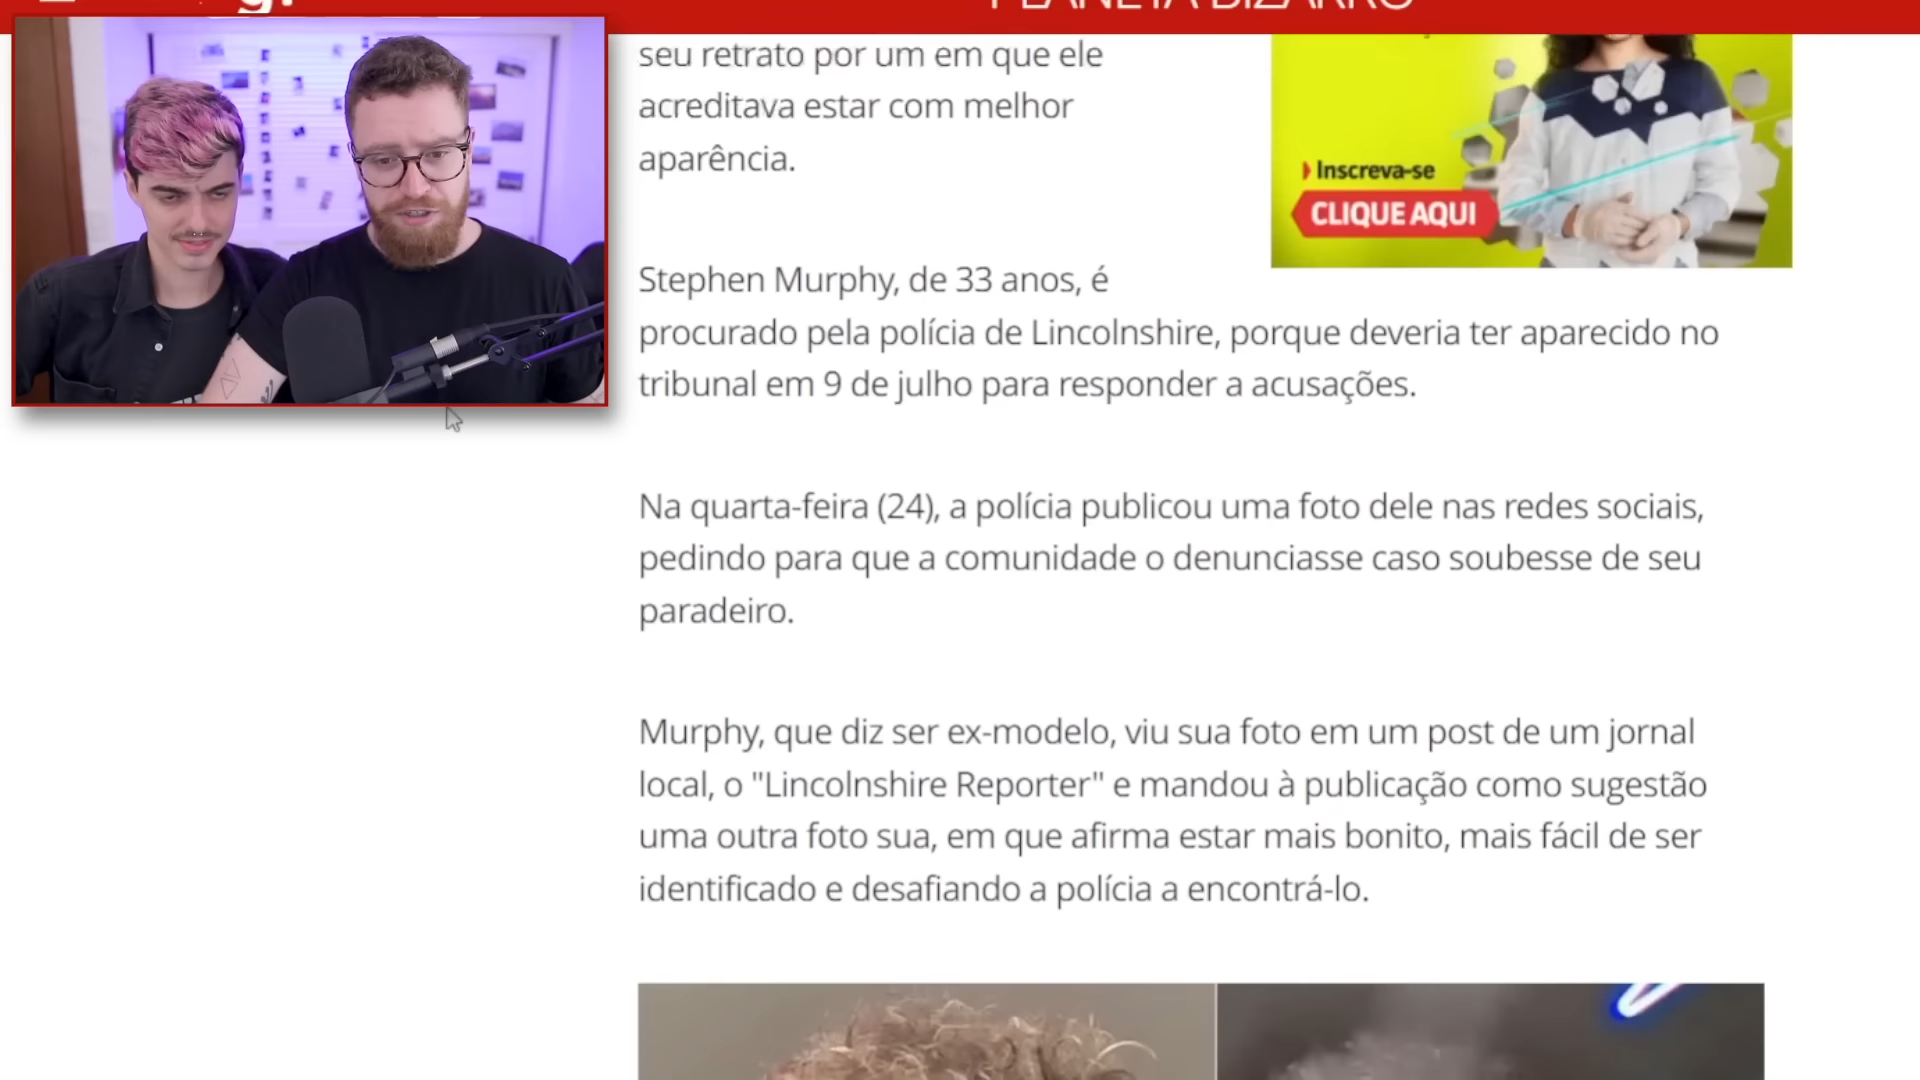 PLANETA BIZARRO
seu retrato por um em que ele
acreditava estar com melhor
aparência.
Inscreva-se
CLIQUE AQUI
Stephen Murphy, de 33 anos, é
procurado pela polícia de Lincolnshire, porque deveria ter aparecido no
tribunal em 9 de julho para responder a acusações.
Na quarta-feira (24), a polícia publicou uma foto dele nas redes sociais,
pedindo para que a comunidade o denunciasse caso soubesse de seu
paradeiro.
Murphy, que diz ser ex-modelo, viu sua foto em um post de um jornal
local, o "Lincolnshire Reporter" e mandou à publicação como sugestão
uma outra foto sua, em que afirma estar mais bonito, mais fácil de ser
identificado e desafiando a polícia a encontrá-lo.